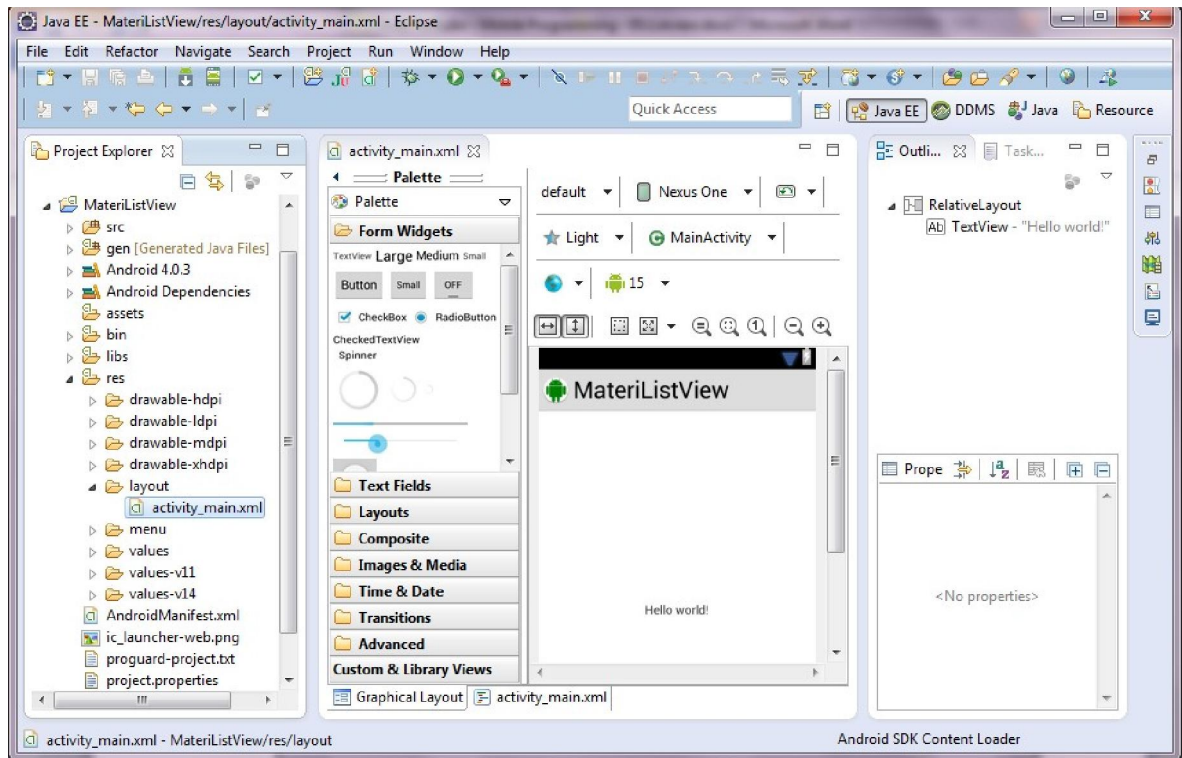 Java EE - MateriListView/res/layout/activity_main.xml - Eclipse
File Edit Refactor Navigate Search Project Run Window Help
Quick Access
Java EE
DDMS
Java
Resource
Project Explorer
MateriListView
src
gen [Generated Java Files]
Android 4.0.3
Android Dependencies
assets
bin
libs
res
drawable-hdpi
drawable-ldpi
drawable-mdpi
drawable-xhdpi
layout
activity_main.xml
menu
values
values-v11
values-v14
AndroidManifest.xml
ic_launcher-web.png
proguard-project.txt
project.properties
activity_main.xml
Palette
Palette
Form Widgets
TextView Large Medium Small
Button Small OFF
CheckBox RadioButton
CheckedTextView
Spinner
Text Fields
Layouts
Composite
Images & Media
Time & Date
Transitions
Advanced
Custom & Library Views
default
Nexus One
Light
MainActivity
15
MateriListView
Hello world!
Graphical Layout
activity_main.xml
Outli...
Task...
RelativeLayout
Ab TextView - "Hello world!"
Prope
<No properties>
activity_main.xml - MateriListView/res/layout
Android SDK Content Loader